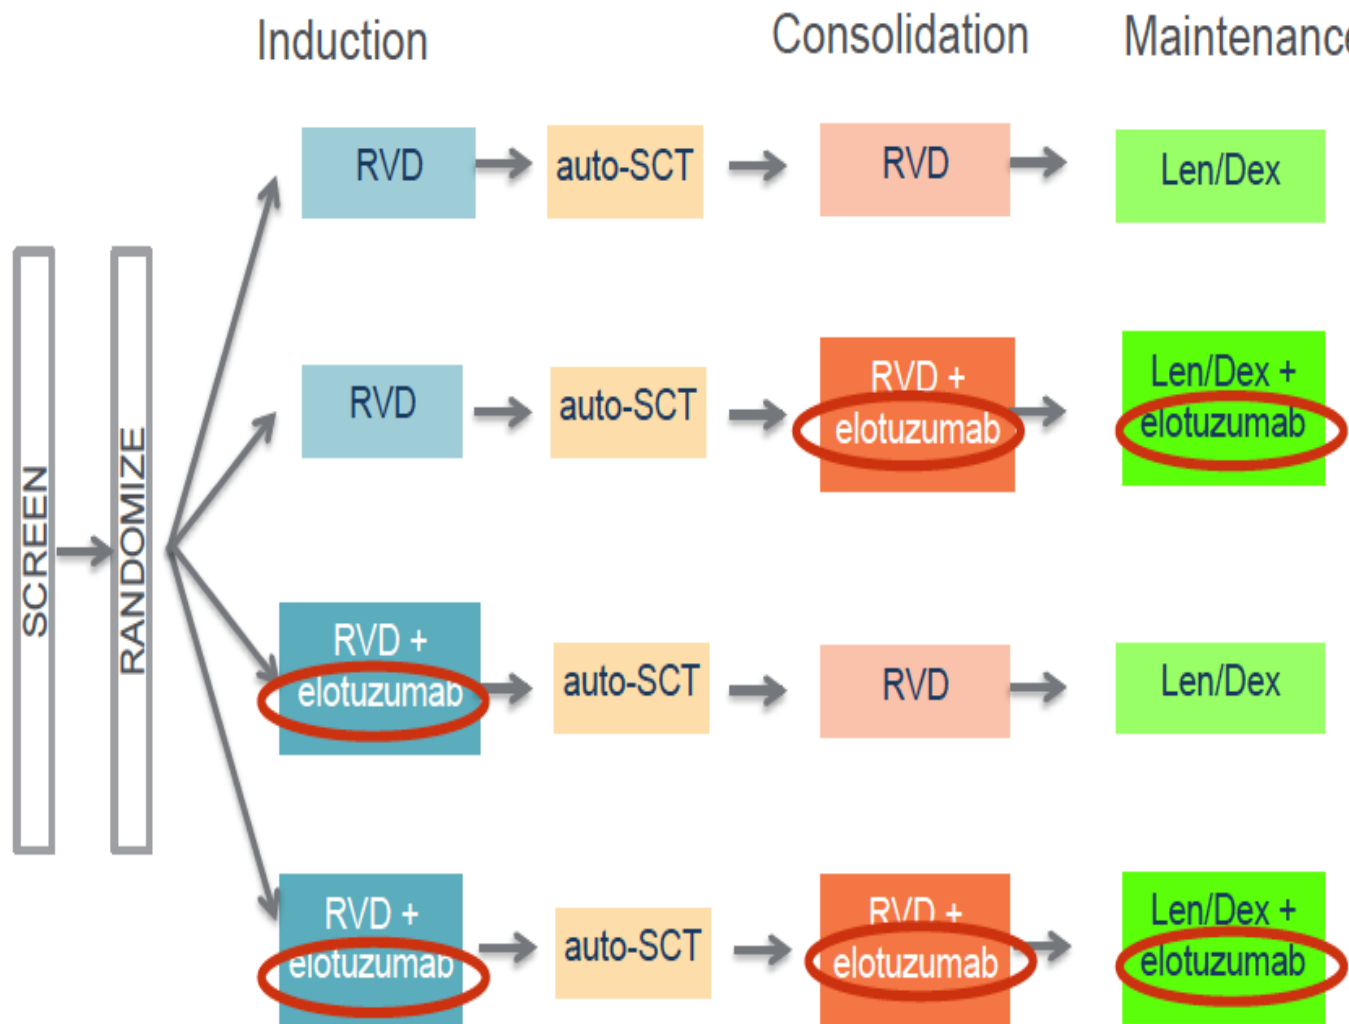 Induction
Consolidation
Maintenance
SCREEN
RANDOMIZE
RVD
auto-SCT
RVD
Len/Dex
RVD
auto-SCT
RVD +
elotuzumab
Len/Dex +
elotuzumab
RVD +
elotuzumab
auto-SCT
RVD
Len/Dex
RVD +
elotuzumab
auto-SCT
RVD +
elotuzumab
Len/Dex +
elotuzumab